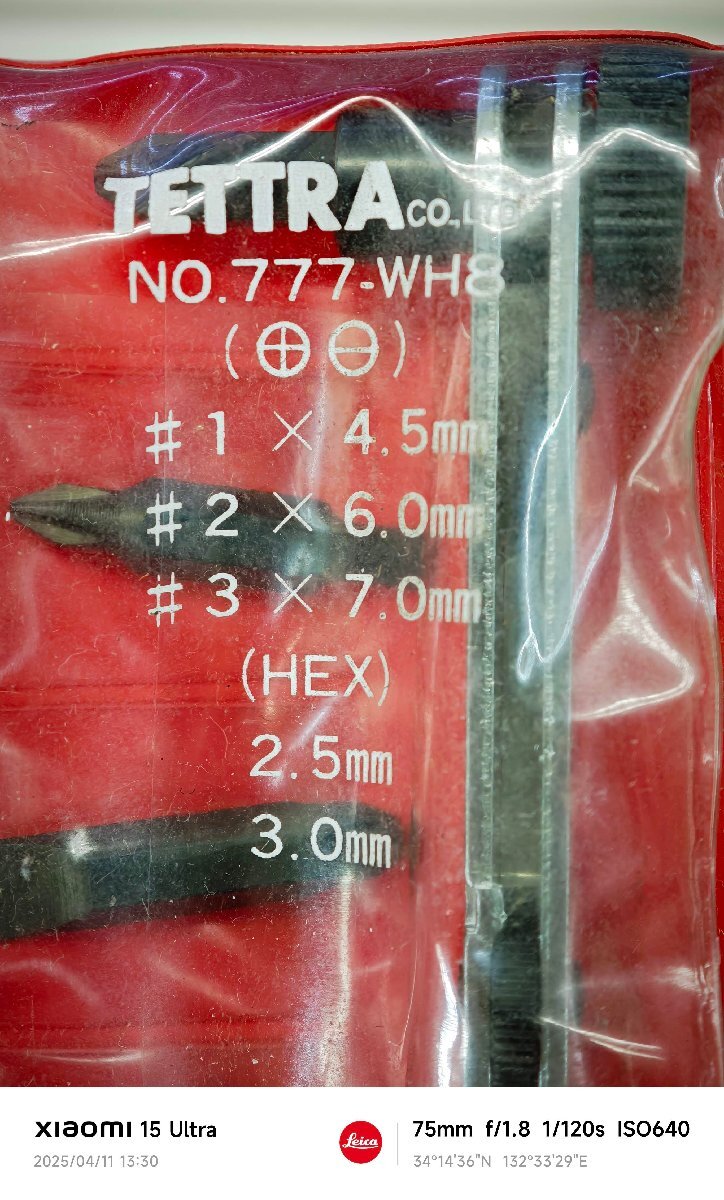 TETTRA CO.,LTD
NO.777-WH8
(⊕⊖)
#1×4.5mm
#2×6.0mm
#3×7.0mm
(HEX)
2.5mm
3.0mm
xiaomi 15 Ultra
2025/04/11 13:30
Leica
75mm f/1.8 1/120s ISO640
34°14'36"N 132°33'29"E